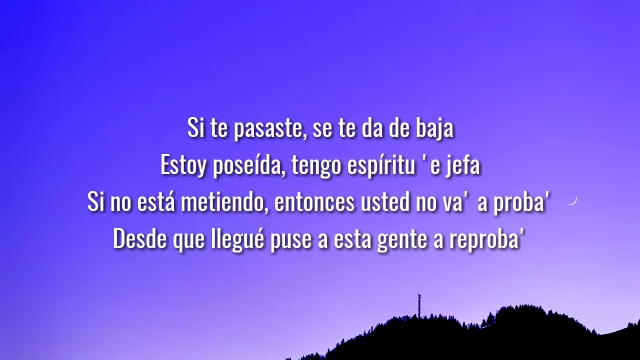 Si te pasaste, se te da de baja
Estoy poseída, tengo espíritu 'e jefa
Si no está metiendo, entonces usted no va' a proba'
Desde que llegué puse a esta gente a reproba'